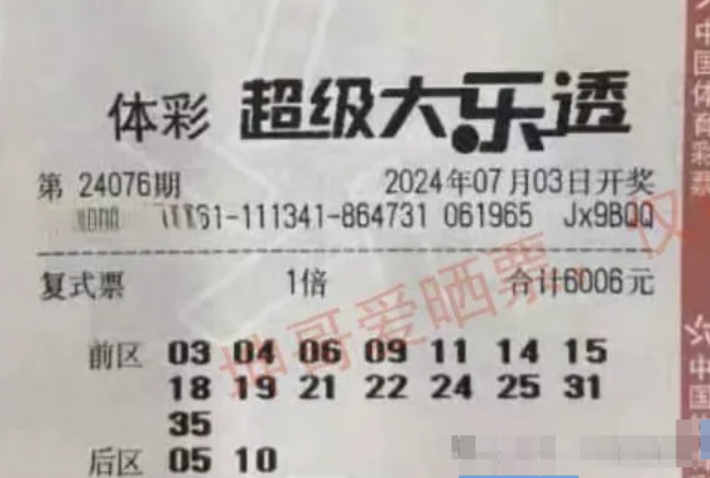 体彩 超级大乐透
第 24076期 2024年07月03日开奖
61-111341-864731 061965 Jx9BQQ
复式票 1倍 合计6006元
坤哥爱晒票，仅
前区 03 04 06 09 11 14 15
18 19 21 22 24 25 31
35
后区 05 10
中国体育彩票
中国